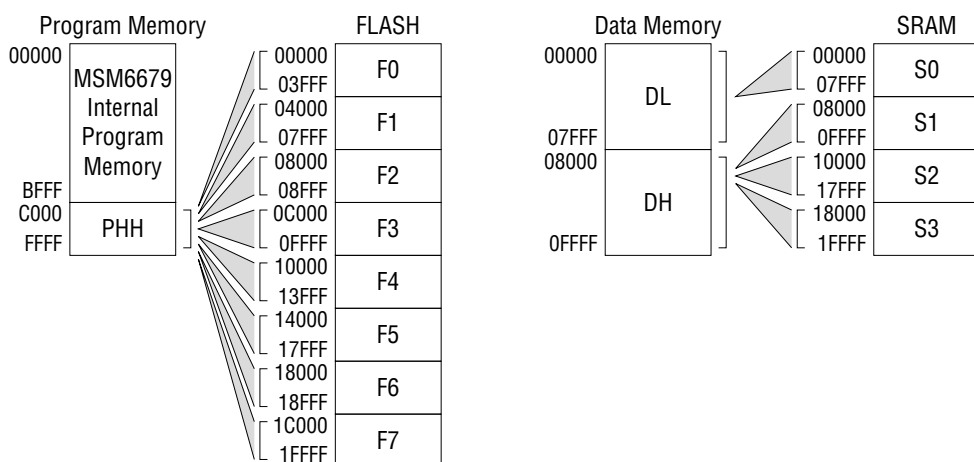 Program Memory
00000
MSM6679
Internal
Program
Memory
BFFF
C000
PHH
FFFF
FLASH
00000
F0
03FFF
04000
F1
07FFF
08000
F2
08FFF
0C000
F3
0FFFF
10000
F4
13FFF
14000
F5
17FFF
18000
F6
18FFF
1C000
F7
1FFFF
Data Memory
00000
DL
07FFF
08000
DH
0FFFF
SRAM
00000
S0
07FFF
08000
S1
0FFFF
10000
S2
17FFF
18000
S3
1FFFF